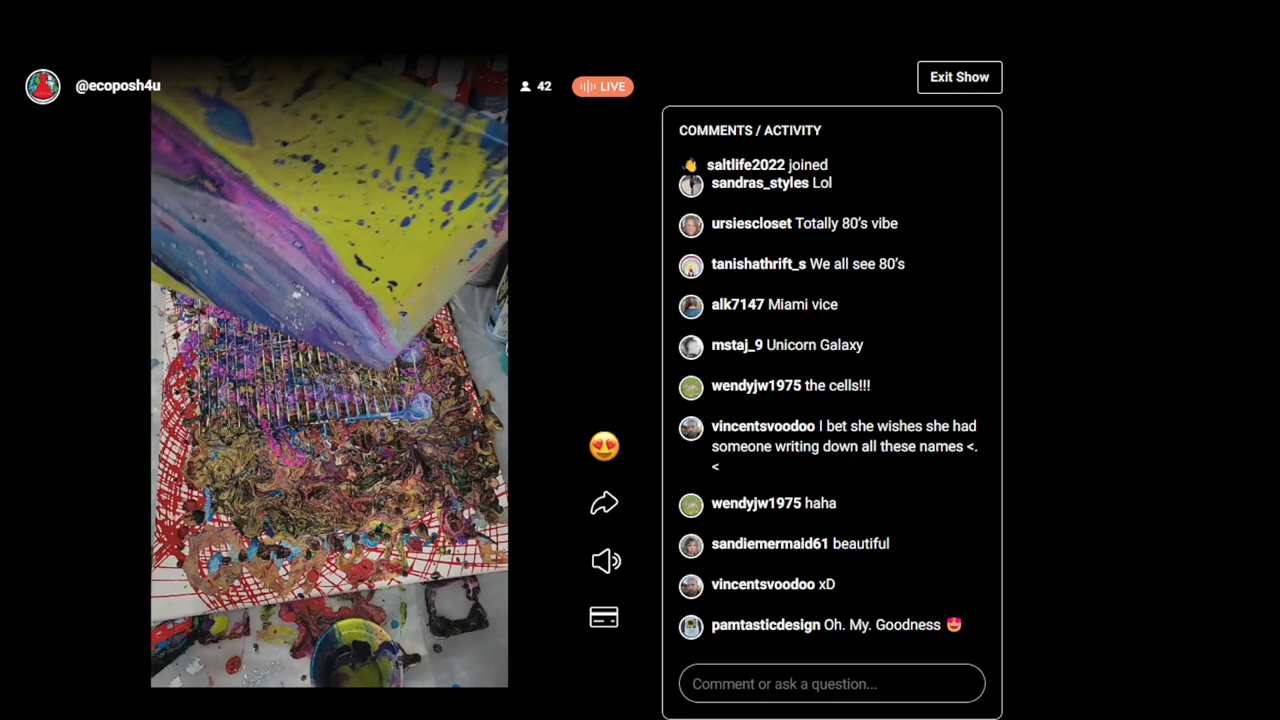 @ecoposh4u
42
LIVE
Exit Show
COMMENTS / ACTIVITY
👋 saltlife2022 joined
sandras_styles Lol
ursiescloset Totally 80’s vibe
tanishathrift_s We all see 80’s
alk7147 Miami vice
mstaj_9 Unicorn Galaxy
wendyjw1975 the cells!!!
vincentsvoodoo I bet she wishes she had
someone writing down all these names <.
<
wendyjw1975 haha
sandiemermaid61 beautiful
vincentsvoodoo xD
pamtasticdesign Oh. My. Goodness 🤩
Comment or ask a question...